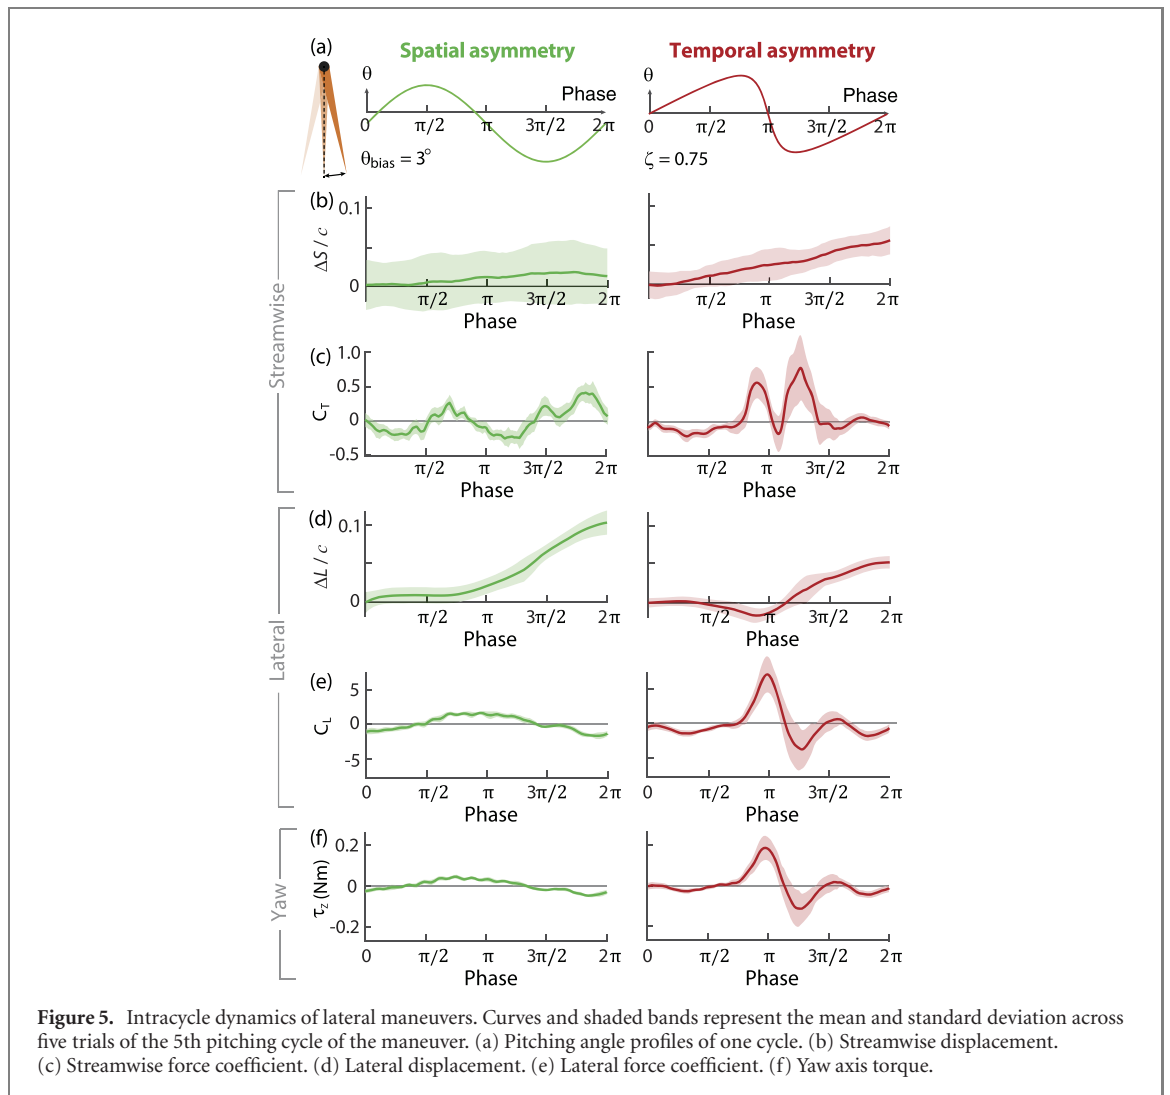 (a)
Spatial asymmetry
Temporal asymmetry
θ
Phase
0 π/2 π 3π/2 2π
θbias = 3°
θ
Phase
0 π/2 π 3π/2 2π
ζ = 0.75
Streamwise
(b)
0.1
ΔS / c
0
π/2 π 3π/2 2π
Phase
π/2 π 3π/2 2π
Phase
(c)
1.0
0.5
CT
0
-0.5
π/2 π 3π/2 2π
Phase
π/2 π 3π/2 2π
Phase
Lateral
(d)
0.1
ΔL / c
0
π/2 π 3π/2 2π
Phase
π/2 π 3π/2 2π
Phase
(e)
5
CL
0
-5
0 π/2 π 3π/2 2π
Phase
0 π/2 π 3π/2 2π
Phase
Yaw
(f)
0.2
τz (Nm)
0
-0.2
0 π/2 π 3π/2 2π
Phase
0 π/2 π 3π/2 2π
Phase
Figure 5. Intracycle dynamics of lateral maneuvers. Curves and shaded bands represent the mean and standard deviation across
five trials of the 5th pitching cycle of the maneuver. (a) Pitching angle profiles of one cycle. (b) Streamwise displacement.
(c) Streamwise force coefficient. (d) Lateral displacement. (e) Lateral force coefficient. (f) Yaw axis torque.